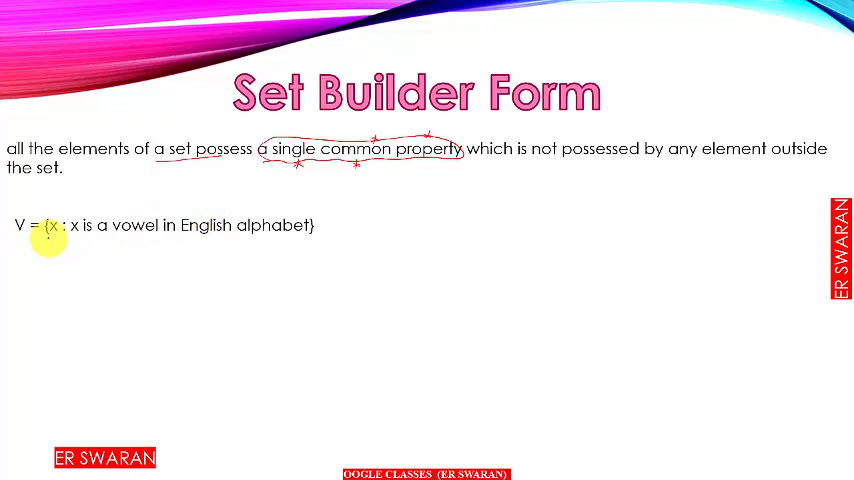 Set Builder Form
all the elements of a set possess a single common property which is not possessed by any element outside
the set.
V = {x : x is a vowel in English alphabet}
ER SWARAN
ER SWARAN
OOGLE CLASSES (ER SWARAN)